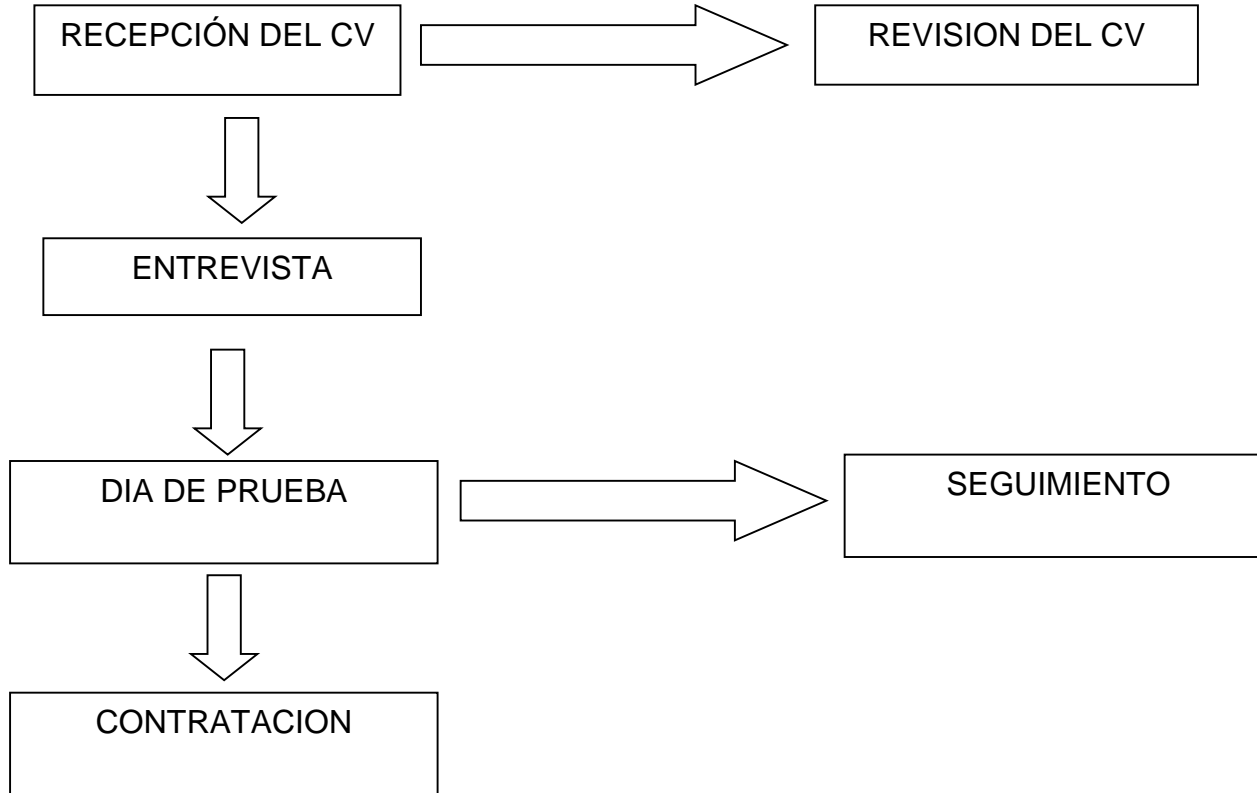 RECEPCIÓN DEL CV
REVISION DEL CV
ENTREVISTA
DIA DE PRUEBA
SEGUIMIENTO
CONTRATACION